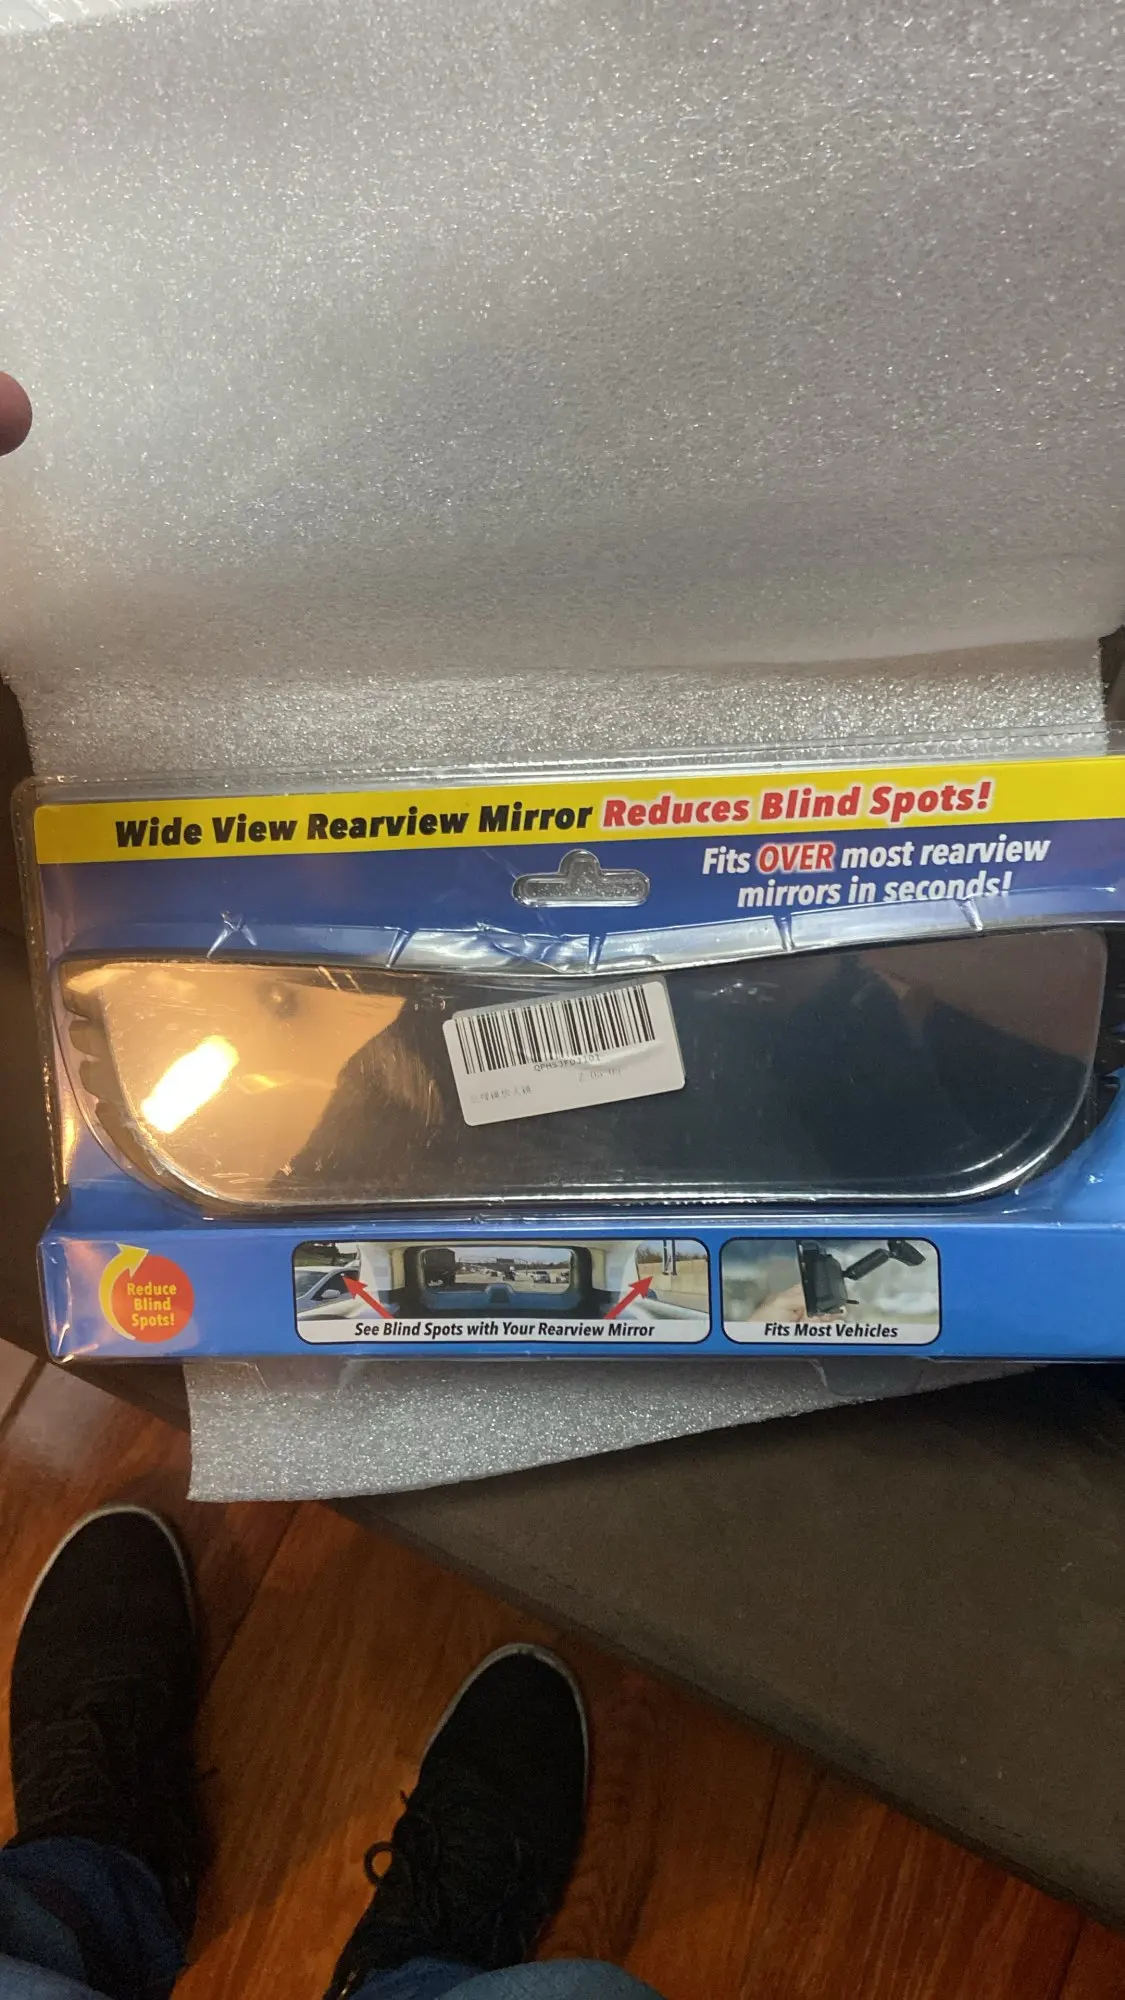 Wide View Rearview Mirror Reduces Blind Spots!
Fits OVER most rearview
mirrors in seconds!
Reduce
Blind
Spots!
See Blind Spots with Your Rearview Mirror
Fits Most Vehicles